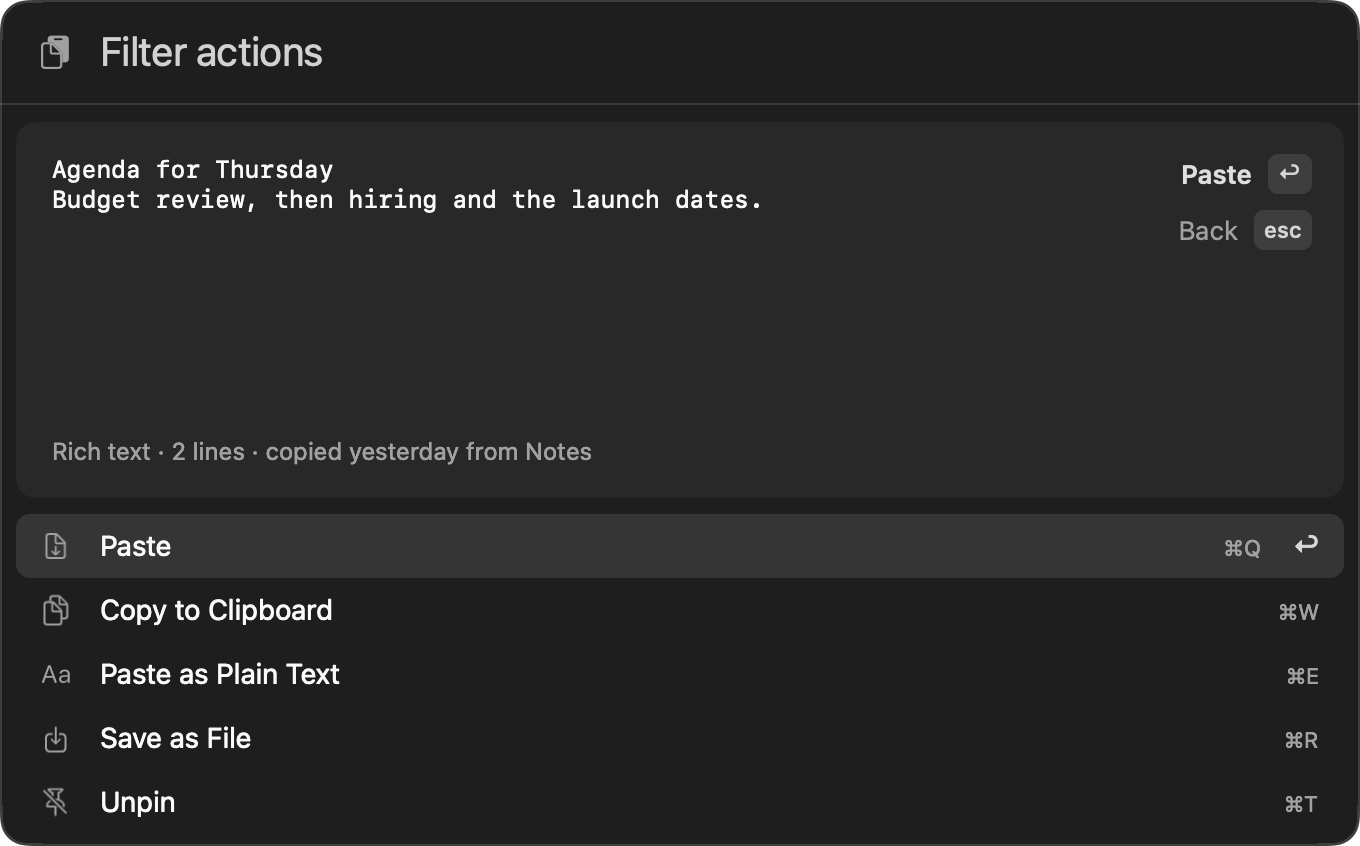 Filter actions
Agenda for Thursday
Budget review, then hiring and the launch dates.
Paste ↩
Back esc
Rich text · 2 lines · copied yesterday from Notes
Paste ⌘Q ↩
Copy to Clipboard ⌘W
Aa Paste as Plain Text ⌘E
Save as File ⌘R
Unpin ⌘T